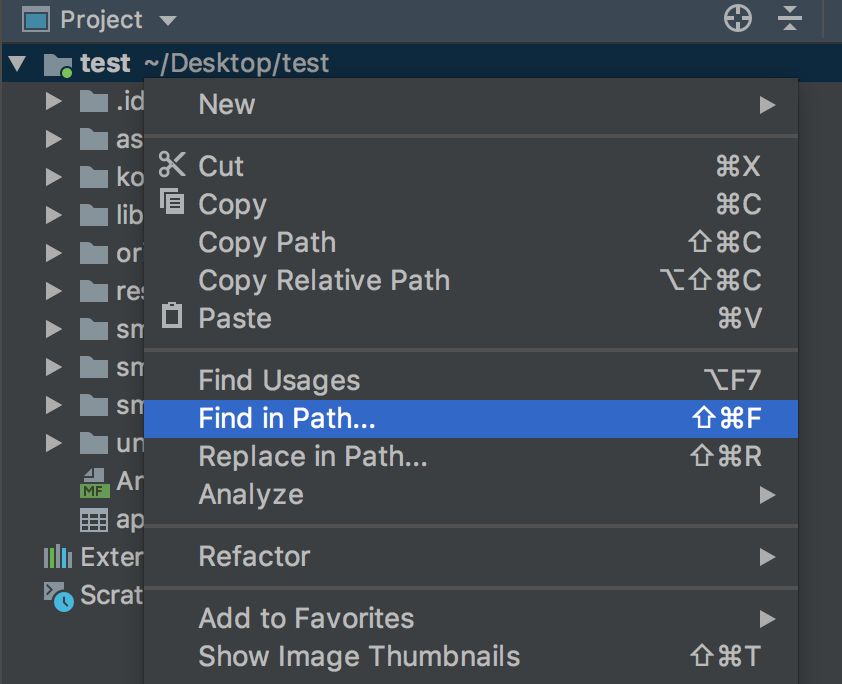 Project
test ~/Desktop/test
.id
as
ko
lib
ori
res
sm
sm
sm
un
MF An
ap
Exter
Scrat
New
Cut ⌘X
Copy ⌘C
Copy Path ⇧⌘C
Copy Relative Path ⌥⇧⌘C
Paste ⌘V
Find Usages ⌥F7
Find in Path... ⇧⌘F
Replace in Path... ⇧⌘R
Analyze
Refactor
Add to Favorites
Show Image Thumbnails ⇧⌘T